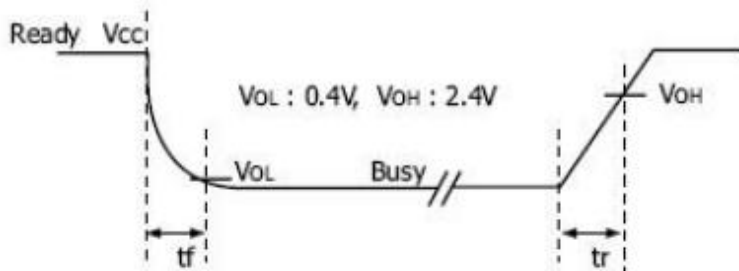 Ready Vcc
VOL : 0.4V, VOH : 2.4V
VOH
VOL
Busy
tf
tr